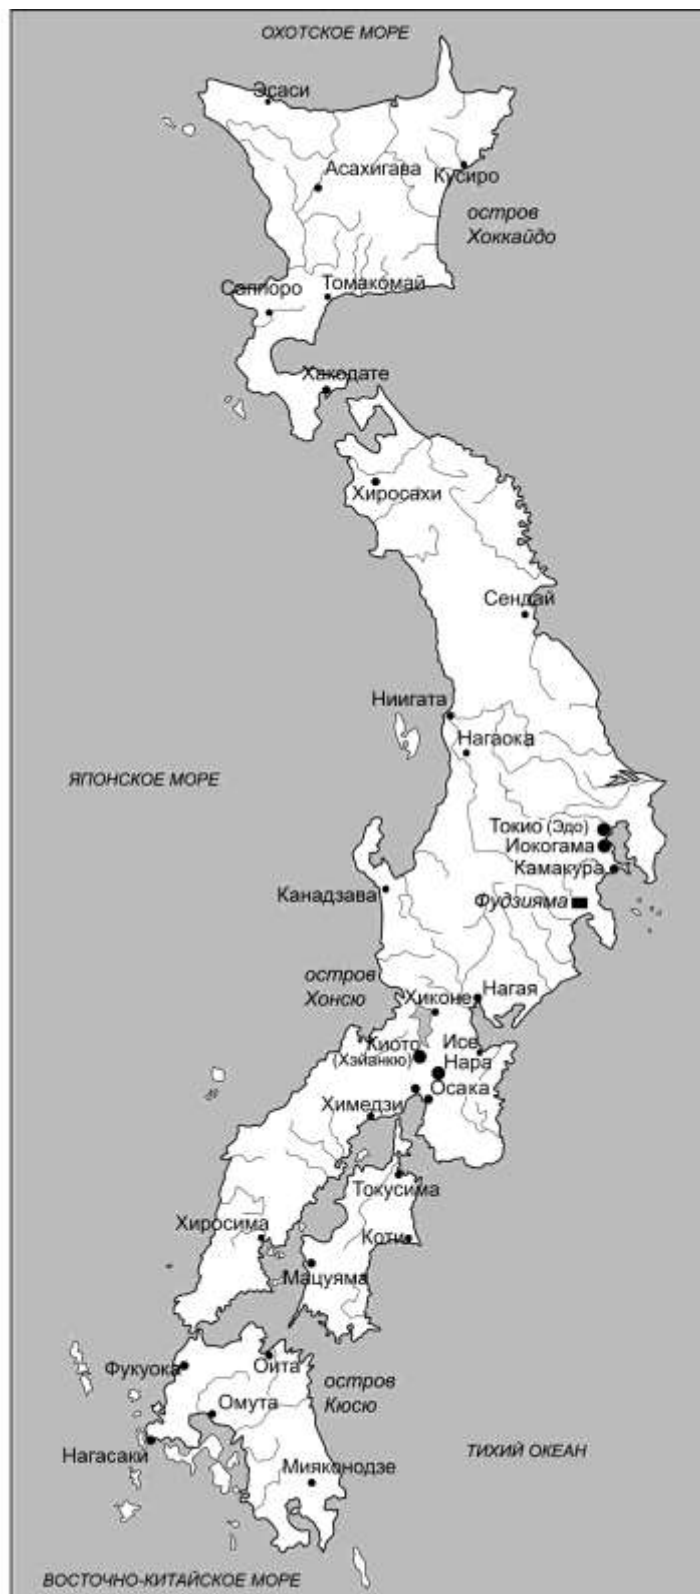 ОХОТСКОЕ МОРЕ
Эсаси
Асахигава
Кусиро
остров
Хоккайдо
Саппоро
Томакомай
Хакодате
Хиросахи
Сендай
Ниигата
Нагаока
ЯПОНСКОЕ МОРЕ
Токио (Эдо)
Иокогама
Камакура
Канадзава
Фудзияма
остров
Хонсю
Хиконе
Нагая
Киото
(Хэйанкю)
Исе
Нара
Осака
Химедзи
Токусима
Хиросима
Коти
Мацуяма
Фукуока
Оита
остров
Кюсю
Омута
Нагасаки
ТИХИЙ ОКЕАН
Мияконодзе
ВОСТОЧНО-КИТАЙСКОЕ МОРЕ